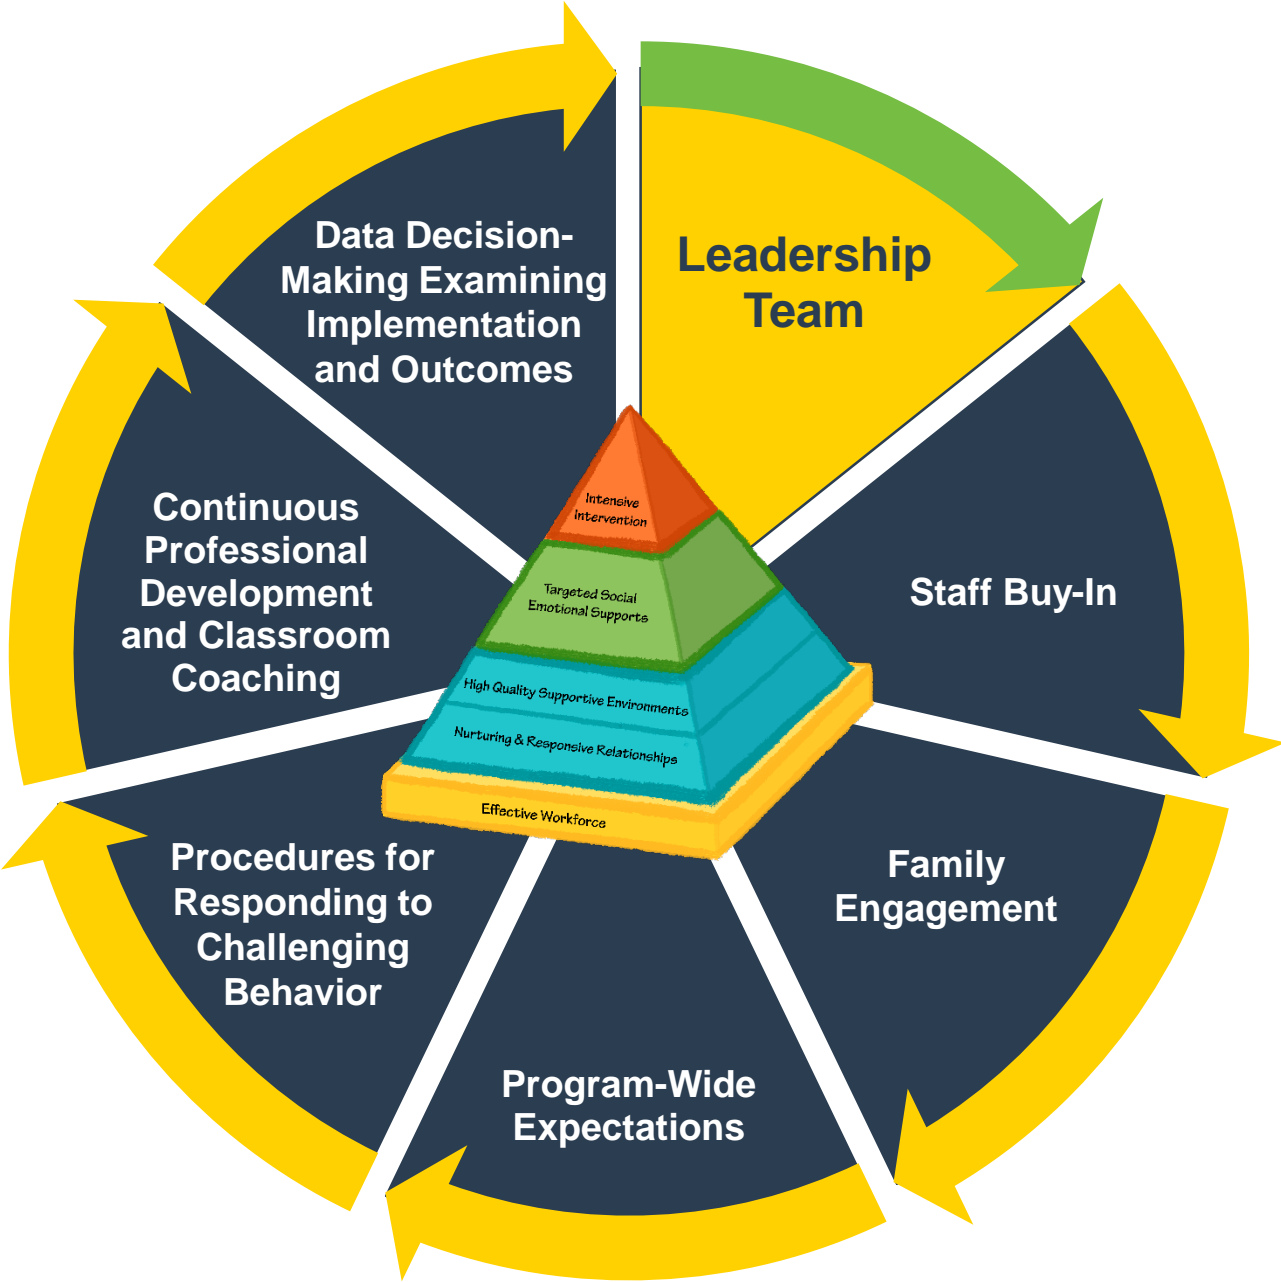 Leadership
Team
Staff Buy-In
Family
Engagement
Program-Wide
Expectations
Procedures for
Responding to
Challenging
Behavior
Continuous
Professional
Development
and Classroom
Coaching
Data Decision-
Making Examining
Implementation
and Outcomes
Intensive
Intervention
Targeted Social
Emotional Supports
High Quality Supportive Environments
Nurturing & Responsive Relationships
Effective Workforce